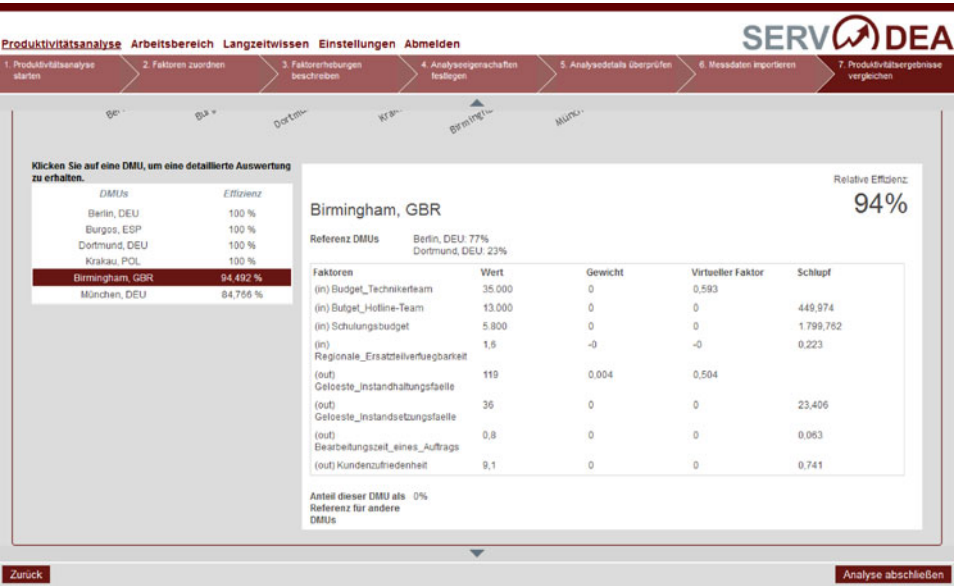 SERV DEA
Produktivitätsanalyse Arbeitsbereich Langzeitwissen Einstellungen Abmelden
1. Produktivitätsanalyse
starten
2. Faktoren zuordnen
3. Faktorerhebungen
beschreiben
4. Analyseeigenschaften
festlegen
5. Analysedetails überprüfen
6. Messdaten importieren
7. Produktivitätsergebnisse
vergleichen
Klicken Sie auf eine DMU, um eine detaillierte Auswertung
zu erhalten.
DMUs Effizienz
Berlin, DEU 100 %
Burgos, ESP 100 %
Dortmund, DEU 100 %
Krakau, POL 100 %
Birmingham, GBR 94,492 %
München, DEU 84,766 %
Relative Effizienz:
94%
Birmingham, GBR
Referenz DMUs Berlin, DEU: 77%
Dortmund, DEU: 23%
Faktoren Wert Gewicht Virtueller Faktor Schlupf
(in) Budget_Technikerteam 35.000 0 0,593
(in) Butget_Hotline-Team 13.000 0 0 449,974
(in) Schulungsbudget 5.800 0 0 1.799,762
(in)
Regionale_Ersatzteilverfuegbarkeit 1,6 -0 -0 0,223
(out)
Geloeste_Instandhaltungsfaelle 119 0,004 0,504
(out)
Geloeste_Instandsetzungsfaelle 36 0 0 23,406
(out)
Bearbeitungszeit_eines_Auftrags 0,8 0 0 0,063
(out) Kundenzufriedenheit 9,1 0 0 0,741
Anteil dieser DMU als 0%
Referenz für andere
DMUs
Zurück
Analyse abschließen